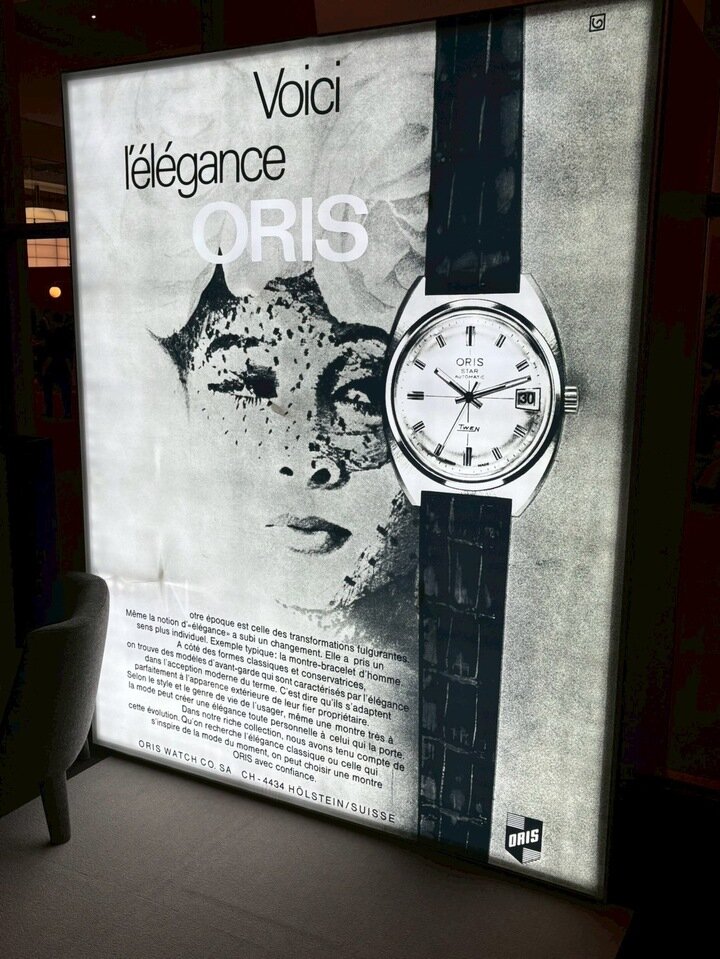 Voici
l'élégance
ORIS
ORIS
STAR
AUTOMATIC
30
TWEN
otre époque est celle des transformations fulgurantes.
Même la notion d'«élégance» a subi un changement. Elle a pris un
sens plus individuel. Exemple typique: la montre-bracelet d'homme.
A côté des formes classiques et conservatrices,
on trouve des modèles d'avant-garde qui sont caractérisés par l'élégance
dans l'acception moderne du terme. C'est dire qu'ils s'adaptent
parfaitement à l'apparence extérieure de leur fier propriétaire.
Selon le style et le genre de vie de l'usager, même une montre très à
la mode peut créer une élégance toute personnelle à celui qui la porte.
Dans notre riche collection, nous avons tenu compte de
cette évolution. Qu'on recherche l'élégance classique ou celle qui
s'inspire de la mode du moment, on peut choisir une montre
ORIS avec confiance.
ORIS WATCH CO. SA CH-4434 HÖLSTEIN/SUISSE
ORIS